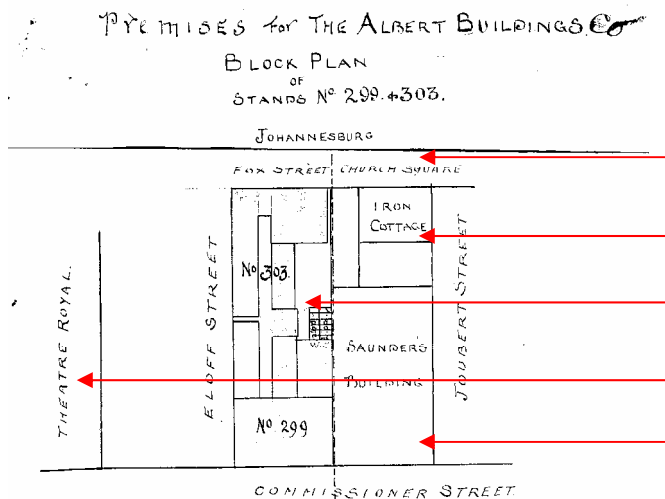 Premises for The Albert Buildings Co
Block Plan
of
Stands No. 299. & 303.
Johannesburg
Fox Street Church Square
Iron
Cottage
No 303.
Theatre Royal.
Eloff Street
Joubert Street
Saunder's
Building
No. 299
Commissioner Street